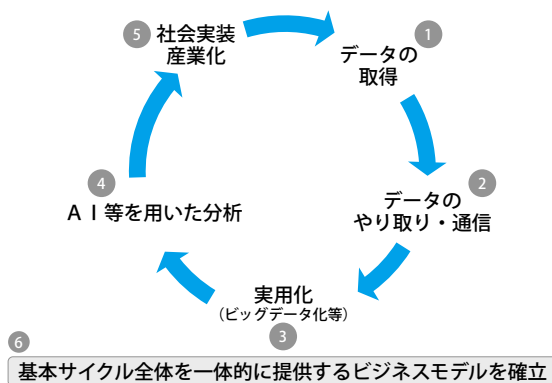 1
データの
取得
2
データの
やり取り・通信
実用化
（ビッグデータ化等）
3
4
ＡＩ等を用いた分析
5
社会実装
産業化
6
基本サイクル全体を一体的に提供するビジネスモデルを確立